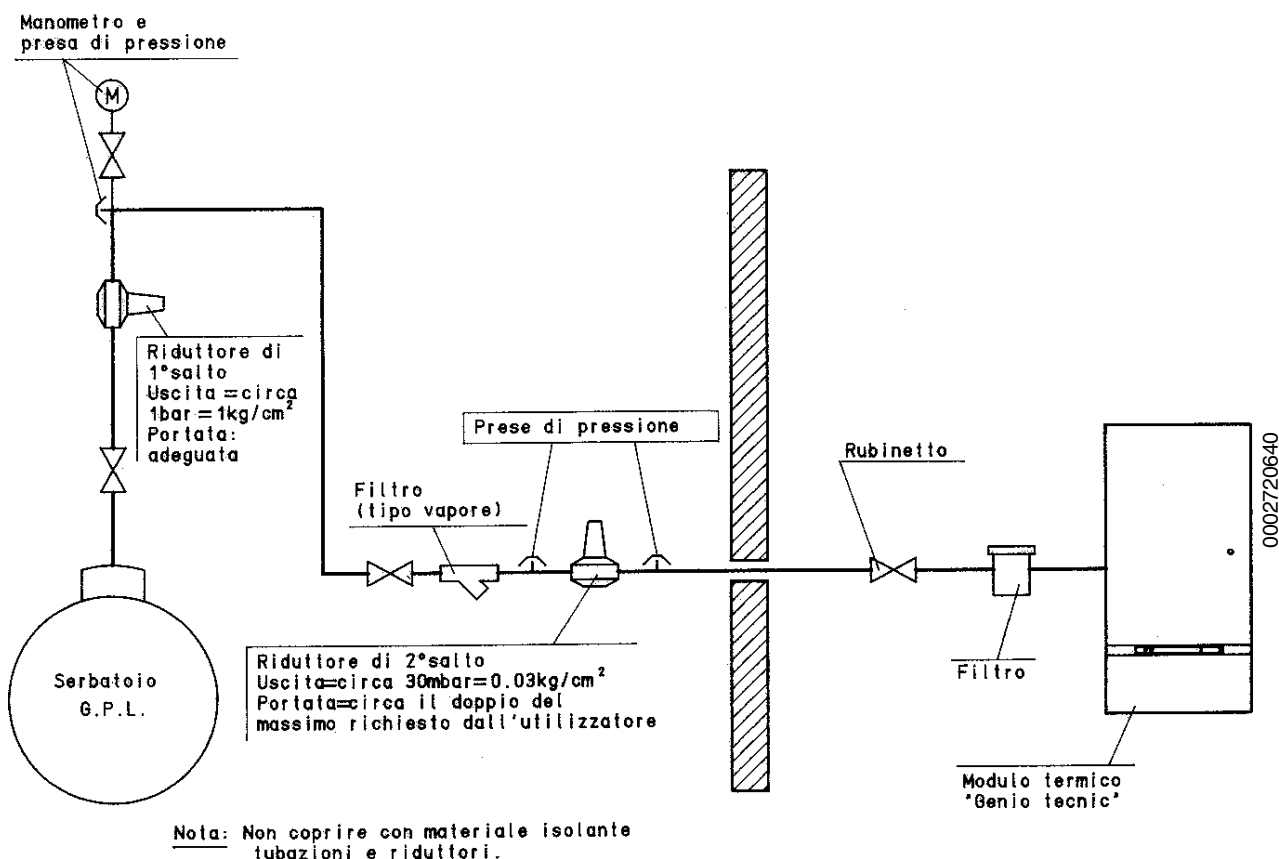 Manometro e
presa di pressione
M
Riduttore di
1°salto
Uscita=circa
1bar=1kg/cm²
Portata:
adeguata
Prese di pressione
Filtro
(tipo vapore)
Rubinetto
0002720640
Riduttore di 2°salto
Uscita=circa 30mbar=0.03kg/cm²
Portata=circa il doppio del
massimo richiesto dall'utilizzatore
Serbatoio
G.P.L.
Filtro
Modulo termico
"Genio tecnic"
Nota: Non coprire con materiale isolante
tubazioni e riduttori.